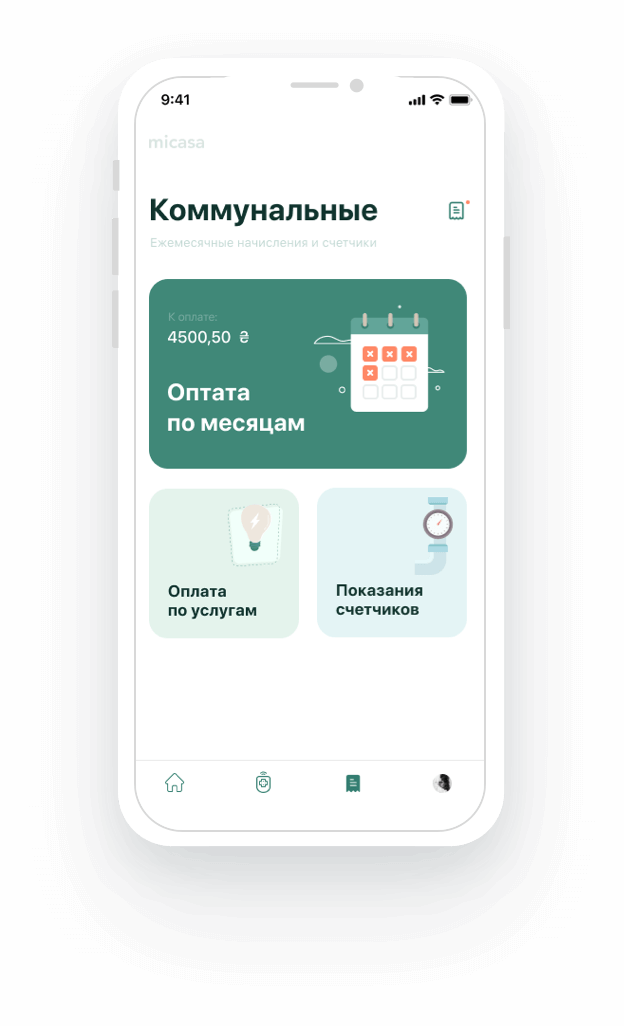 9:41
micasa
Коммунальные
Ежемесячные начисления и счетчики
К оплате:
4500,50 ₴
Оптата
по месяцам
Оплата
по услугам
Показания
счетчиков